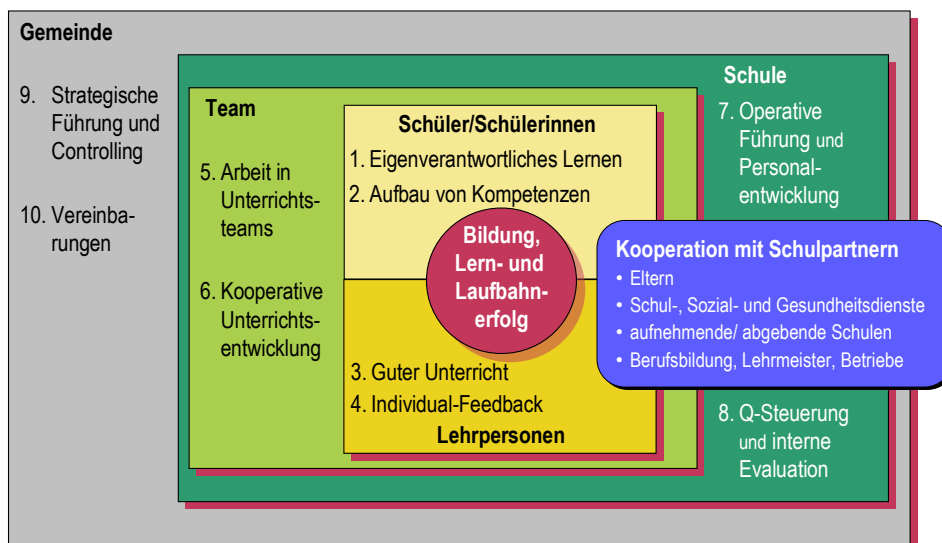 Gemeinde
9. Strategische
Führung und
Controlling
10. Vereinba-
rungen
Team
5. Arbeit in
Unterrichts-
teams
6. Kooperative
Unterrichts-
entwicklung
Schüler/Schülerinnen
1. Eigenverantwortliches Lernen
2. Aufbau von Kompetenzen
Bildung,
Lern- und
Laufbahn-
erfolg
3. Guter Unterricht
4. Individual-Feedback
Lehrpersonen
Schule
7. Operative
Führung und
Personal-
entwicklung
Kooperation mit Schulpartnern
• Eltern
• Schul-, Sozial- und Gesundheitsdienste
• aufnehmende/ abgebende Schulen
• Berufsbildung, Lehrmeister, Betriebe
8. Q-Steuerung
und interne
Evaluation